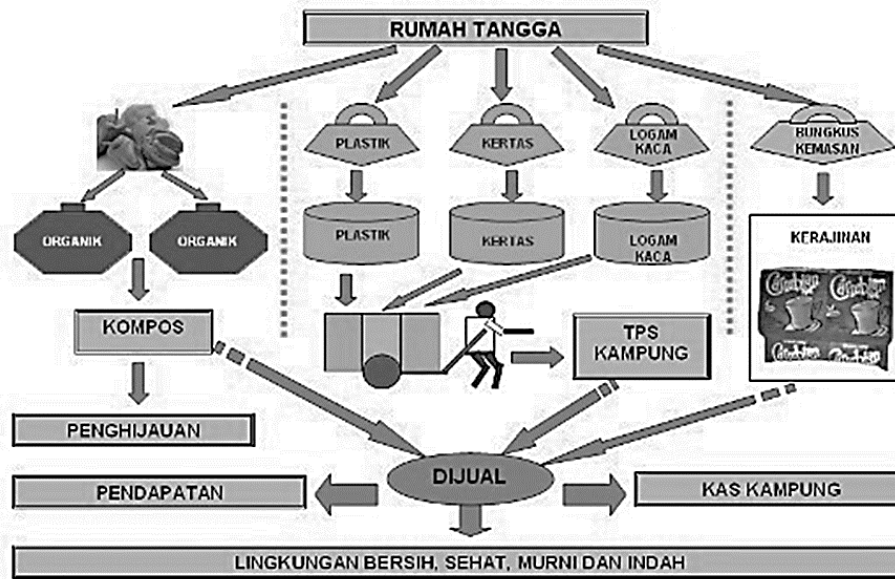 RUMAH TANGGA
PLASTIK
KERTAS
LOGAM
KACA
BUNGKUS
KEMASAN
ORGANIK
ORGANIK
PLASTIK
KERTAS
LOGAM
KACA
KERAJINAN
KOMPOS
TPS
KAMPUNG
PENGHIJAUAN
DIJUAL
PENDAPATAN
KAS KAMPUNG
LINGKUNGAN BERSIH, SEHAT, MURNI DAN INDAH